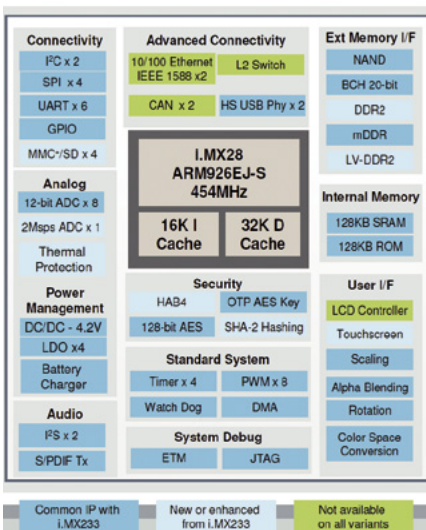 Connectivity
I²C x 2
SPI x 4
UART x 6
GPIO
MMC+/SD x 4
Analog
12-bit ADC x 8
2Msps ADC x 1
Thermal
Protection
Power
Management
DC/DC - 4.2V
LDO x4
Battery
Charger
Audio
I²S x 2
S/PDIF Tx
Advanced Connectivity
10/100 Ethernet
IEEE 1588 x2
L2 Switch
CAN x 2
HS USB Phy x 2
I.MX28
ARM926EJ-S
454MHz
16K I
Cache
32K D
Cache
Security
HAB4
OTP AES Key
128-bit AES
SHA-2 Hashing
Standard System
Timer x 4
PWM x 8
Watch Dog
DMA
System Debug
ETM
JTAG
Ext Memory I/F
NAND
BCH 20-bit
DDR2
mDDR
LV-DDR2
Internal Memory
128KB SRAM
128KB ROM
User I/F
LCD Controller
Touchscreen
Scaling
Alpha Blending
Rotation
Color Space
Conversion
Common IP with
i.MX233
New or enhanced
from i.MX233
Not available
on all variants